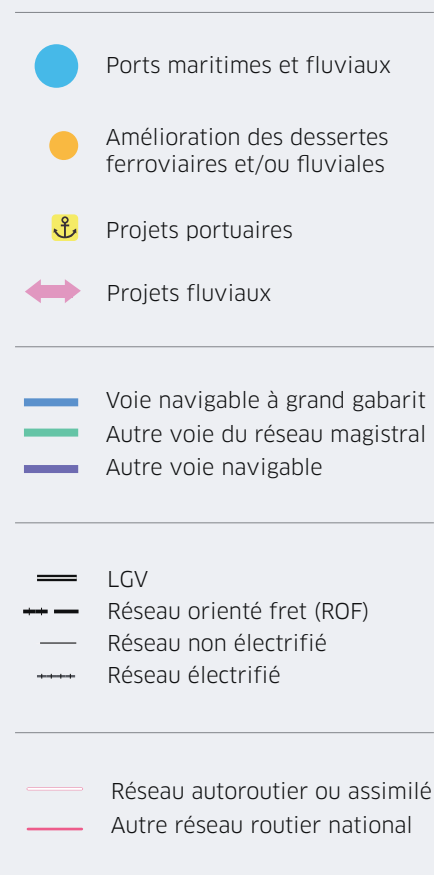 Ports maritimes et fluviaux
Amélioration des dessertes
ferroviaires et/ou fluviales
Projets portuaires
Projets fluviaux
Voie navigable à grand gabarit
Autre voie du réseau magistral
Autre voie navigable
LGV
Réseau orienté fret (ROF)
Réseau non électrifié
Réseau électrifié
Réseau autoroutier ou assimilé
Autre réseau routier national